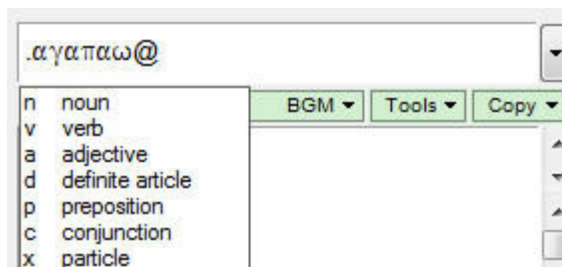 .αγαπαω@
n noun
BGM Tools Copy
v verb
a adjective
d definite article
p preposition
c conjunction
x particle